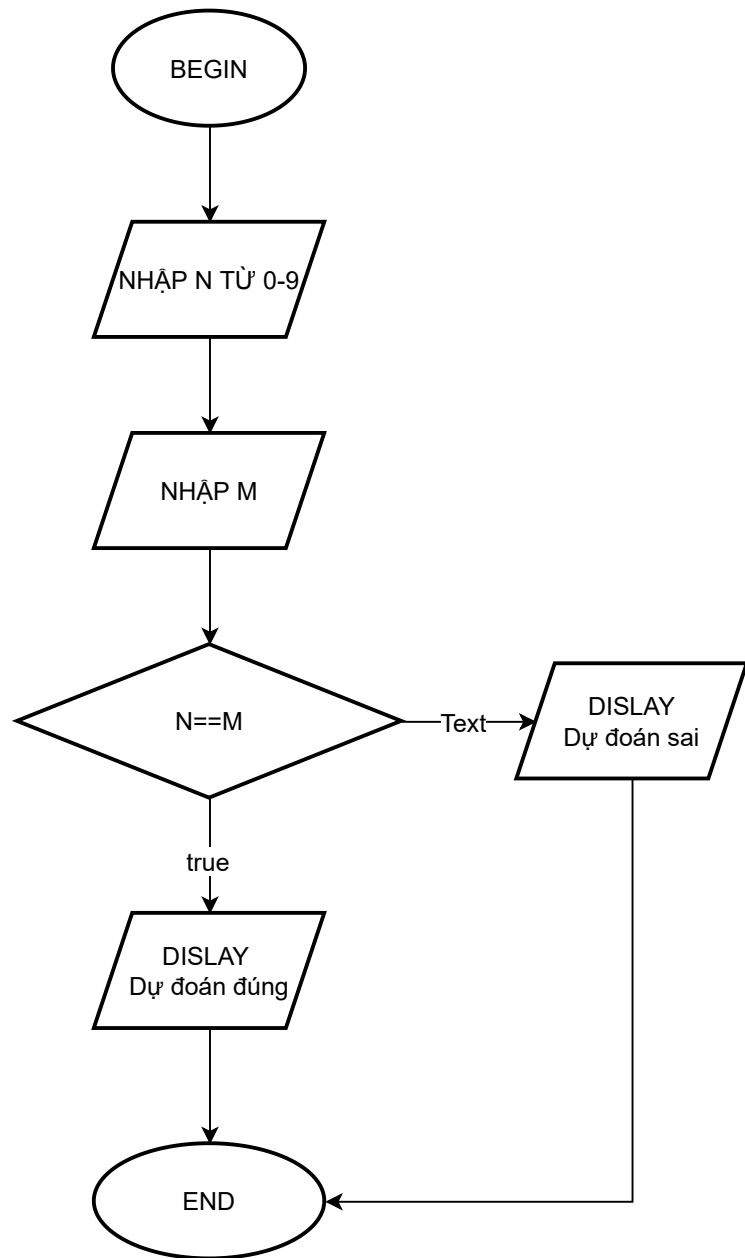 BEGIN
NHẬP N TỪ 0-9
NHẬP M
N==M
Text
DISLAY
Dự đoán sai
true
DISLAY
Dự đoán đúng
END